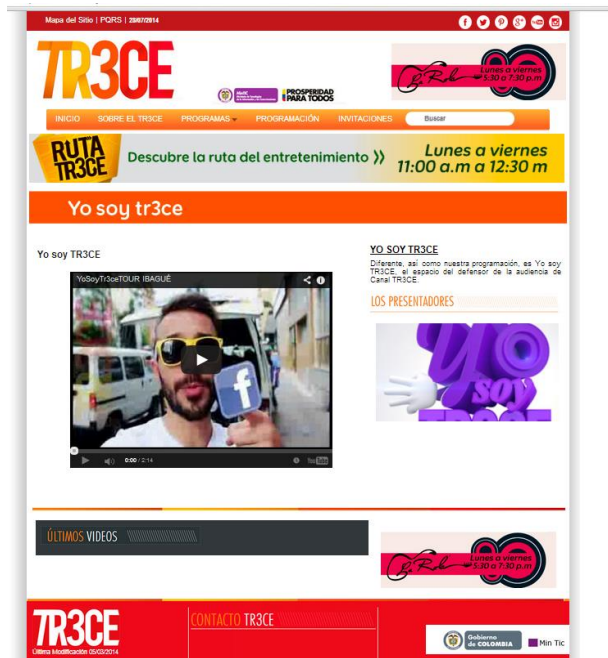 Mapa del Sitio | PQRS | 28/07/2014
TR3CE
MinTIC
PROSPERIDAD
PARA TODOS
Lunes a viernes
5:30 a 7:30 p.m
INICIO SOBRE EL TR3CE PROGRAMAS PROGRAMACIÓN INVITACIONES Buscar
RUTA
TR3CE
Descubre la ruta del entretenimiento
Lunes a viernes
11:00 a.m a 12:30 m
Yo soy tr3ce
Yo soy TR3CE
YoSoyTr3ceTOUR IBAGUÉ
0:00 / 2:14
YouTube
YO SOY TR3CE
Diferente, así como nuestra programación, es Yo soy
TR3CE, el espacio del defensor de la audiencia de
Canal TR3CE.
LOS PRESENTADORES
Yo
soy
TR3CE
ÚLTIMOS VIDEOS
Lunes a viernes
5:30 a 7:30 p.m
TR3CE
Última Modificación 05/03/2014
CONTACTO TR3CE
Gobierno
de COLOMBIA
Min Tic